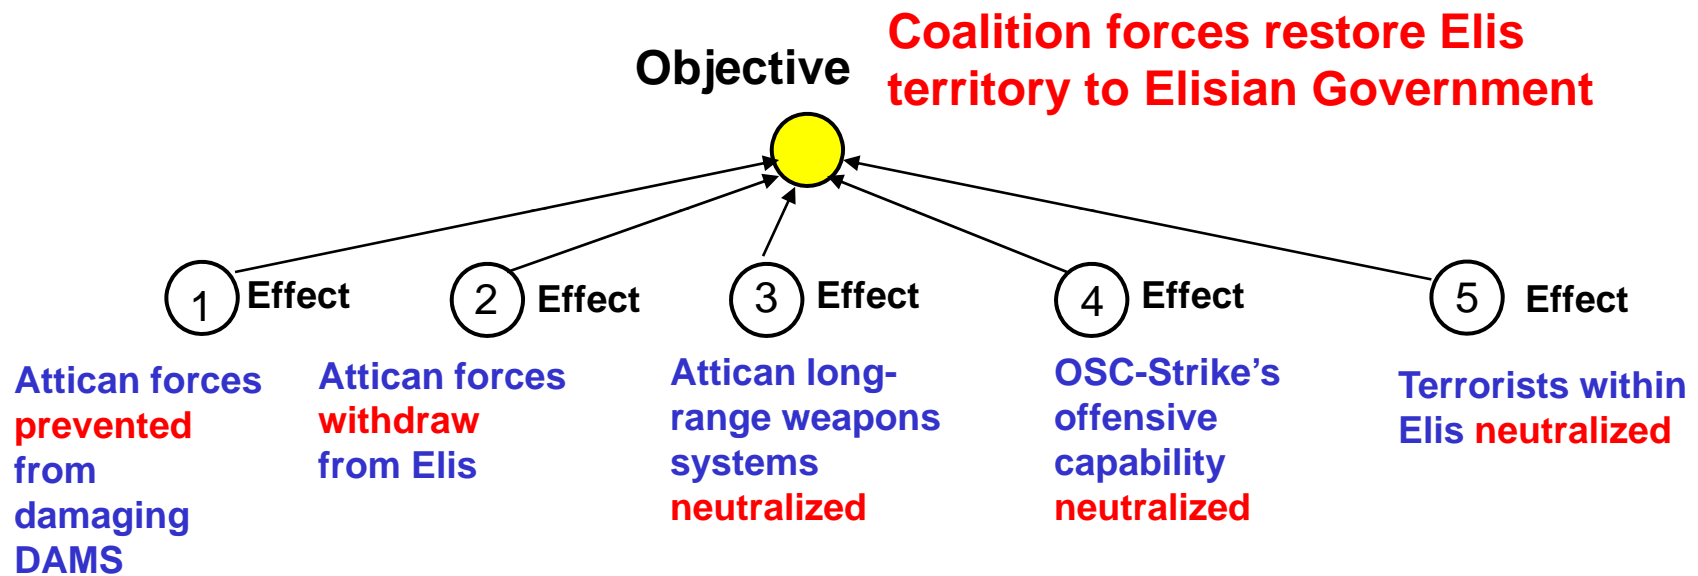 Coalition forces restore Elis
territory to Elisian Government
Objective
1 Effect
2 Effect
3 Effect
4 Effect
5 Effect
Attican forces
prevented
from
damaging
DAMS
Attican forces
withdraw
from Elis
Attican long-
range weapons
systems
neutralized
OSC-Strike’s
offensive
capability
neutralized
Terrorists within
Elis neutralized